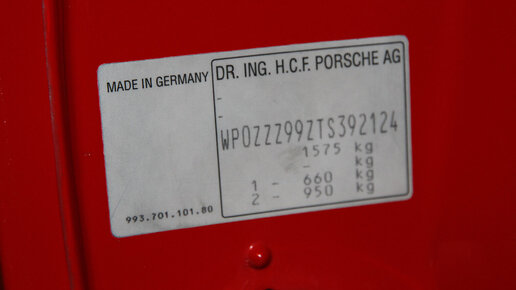 MADE IN GERMANY
DR. ING. H.C.F. PORSCHE AG
-
-
WP0ZZZ99ZTS392124
1575 kg
- kg
1 - 660 kg
2 - 950 kg
993.701.101.80